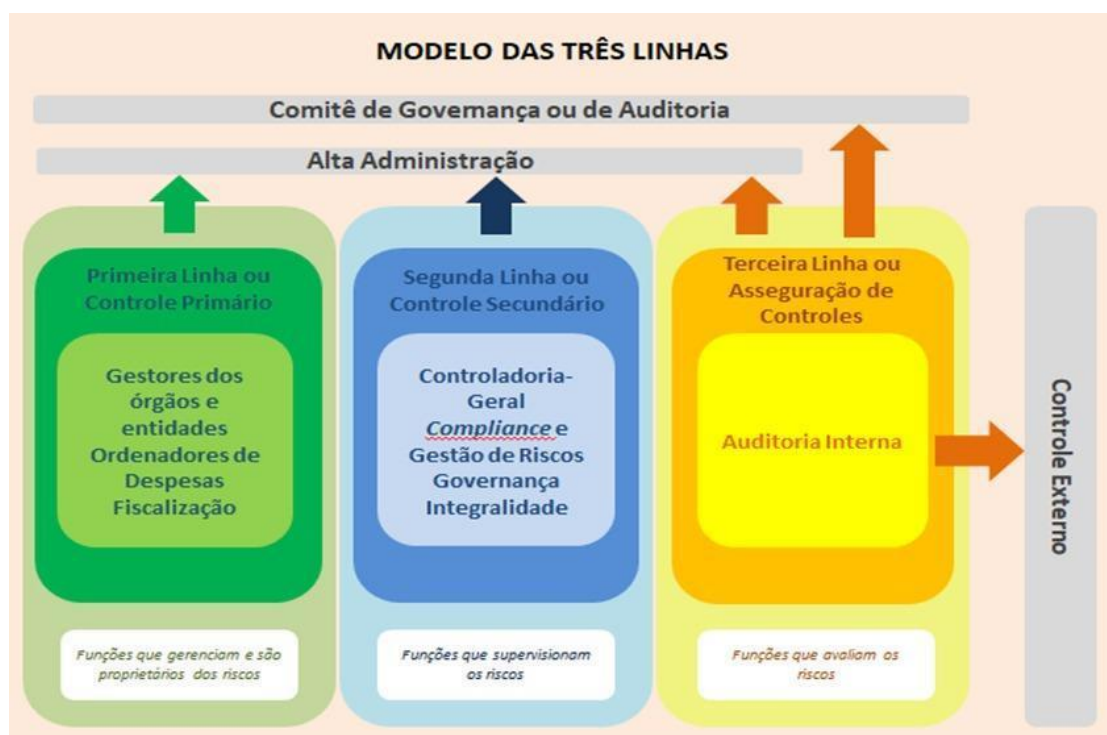 MODELO DAS TRÊS LINHAS
Comitê de Governança ou de Auditoria
Alta Administração
Primeira Linha ou
Controle Primário
Gestores dos
órgãos e
entidades
Ordenadores de
Despesas
Fiscalização
Funções que gerenciam e são
proprietários dos riscos
Segunda Linha ou
Controle Secundário
Controladoria-
Geral
Compliance e
Gestão de Riscos
Governança
Integralidade
Funções que supervisionam
os riscos
Terceira Linha ou
Asseguração de
Controles
Auditoria Interna
Funções que avaliam os
riscos
Controle Externo